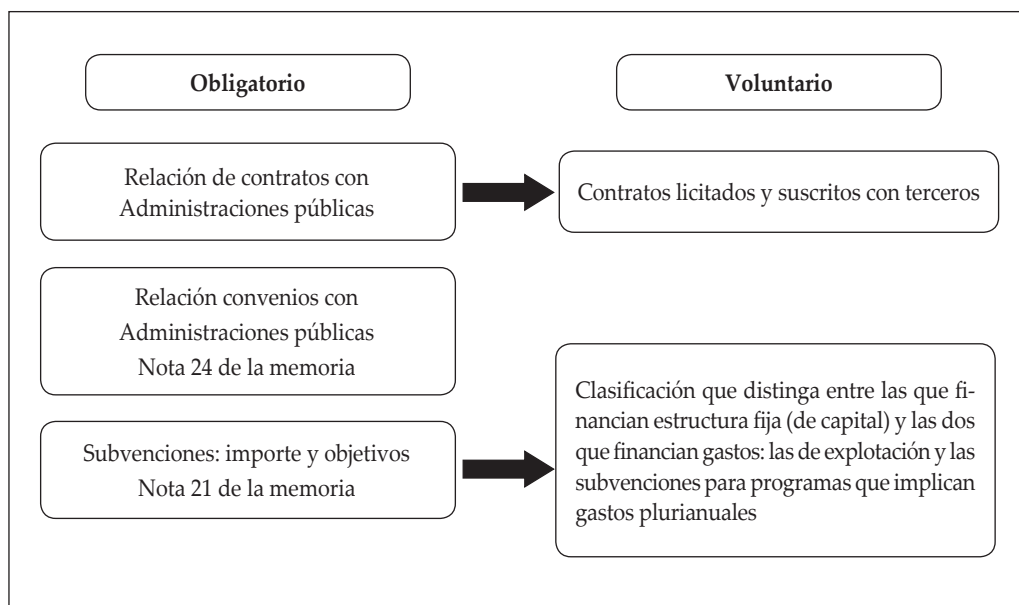 Obligatorio
Voluntario
Relación de contratos con
Administraciones públicas
Contratos licitados y suscritos con terceros
Relación convenios con
Administraciones públicas
Nota 24 de la memoria
Subvenciones: importe y objetivos
Nota 21 de la memoria
Clasificación que distinga entre las que fi-
nancian estructura fija (de capital) y las dos
que financian gastos: las de explotación y las
subvenciones para programas que implican
gastos plurianuales